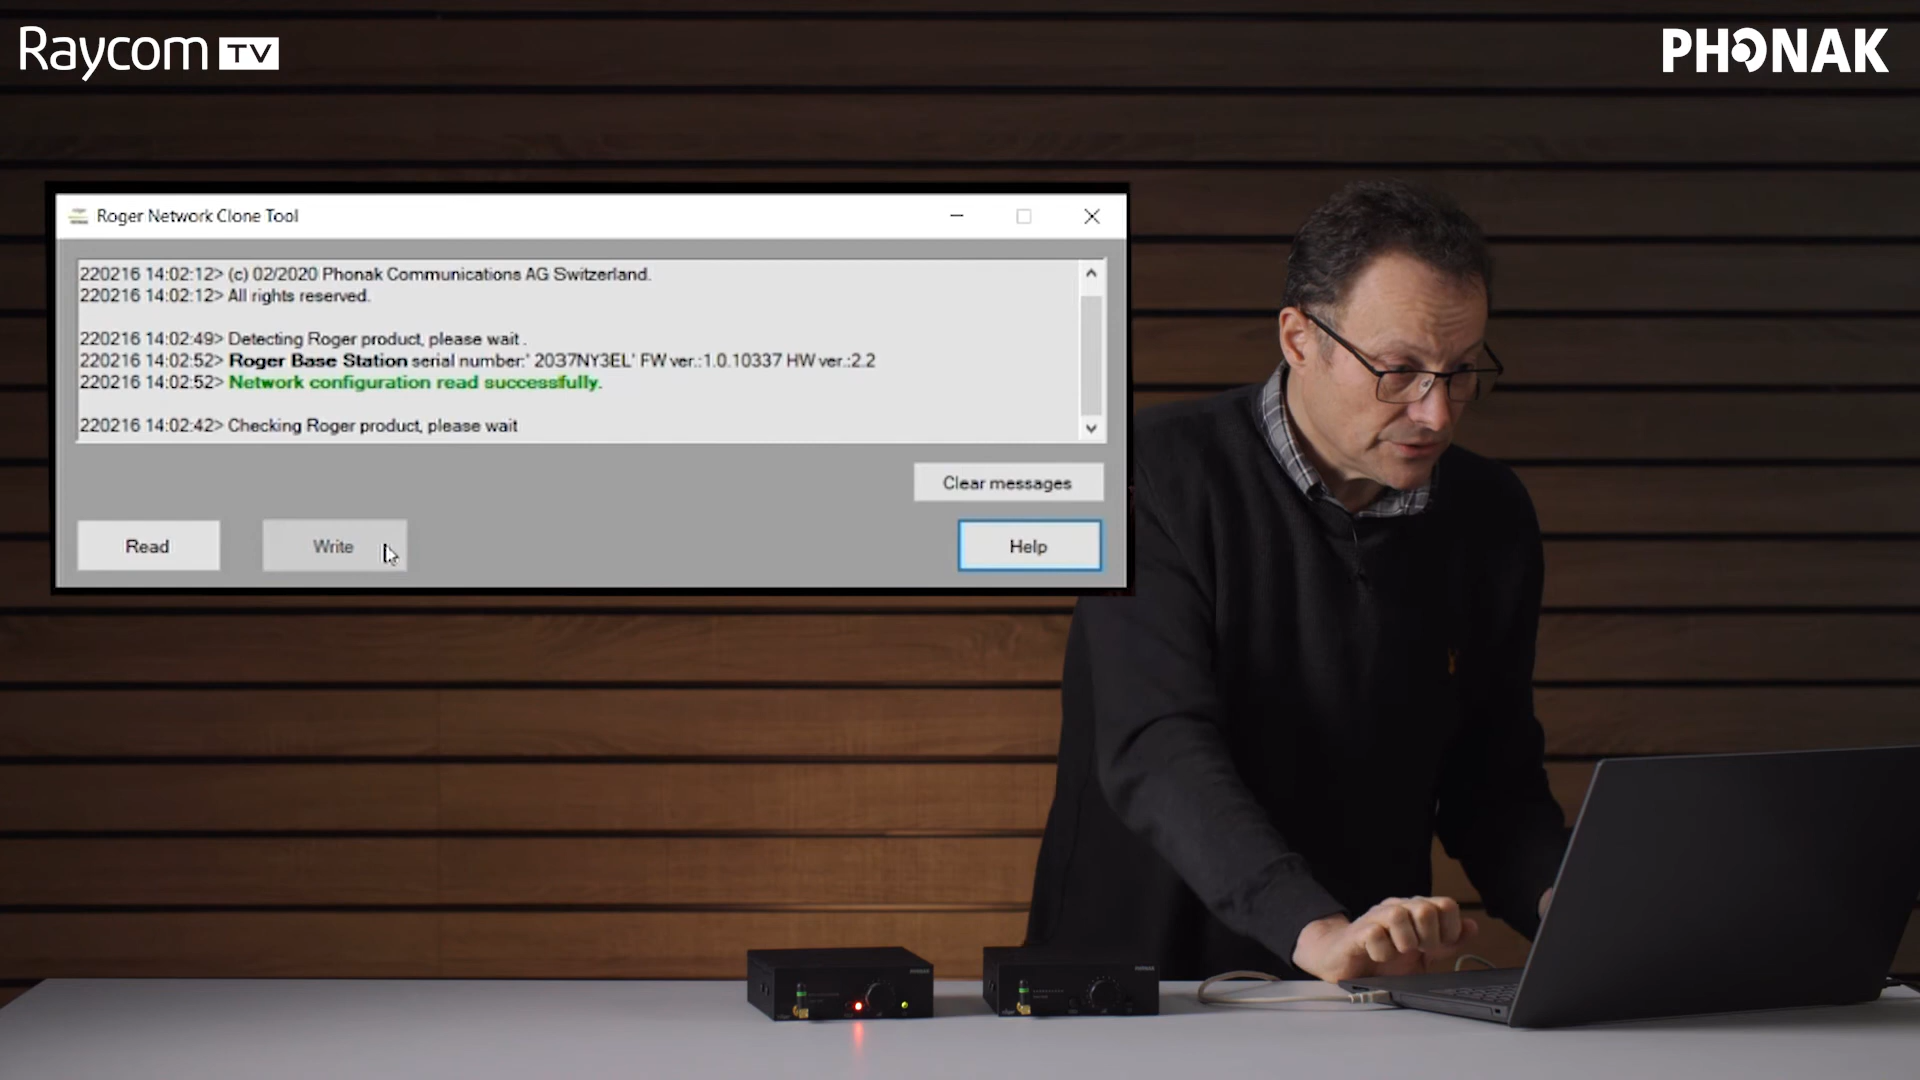 Raycom TV
PHONAK
Roger Network Clone Tool
220216 14:02:12> (c) 02/2020 Phonak Communications AG Switzerland.
220216 14:02:12> All rights reserved.
220216 14:02:49> Detecting Roger product, please wait .
220216 14:02:52> Roger Base Station serial number:' 2037NY3EL' FW ver.:1.0.10337 HW ver.:2.2
220216 14:02:52> Network configuration read successfully.
220216 14:02:42> Checking Roger product, please wait
Clear messages
Read
Write
Help
PHONAK
PHONAK